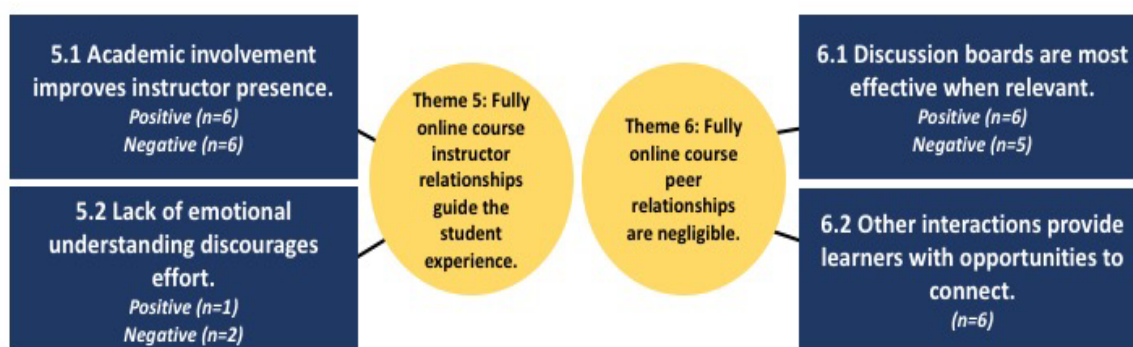 5.1 Academic involvement
improves instructor presence.
Positive (n=6)
Negative (n=6)
5.2 Lack of emotional
understanding discourages
effort.
Positive (n=1)
Negative (n=2)
Theme 5: Fully
online course
instructor
relationships
guide the
student
experience.
Theme 6: Fully
online course
peer
relationships
are negligible.
6.1 Discussion boards are most
effective when relevant.
Positive (n=6)
Negative (n=5)
6.2 Other interactions provide
learners with opportunities to
connect.
(n=6)